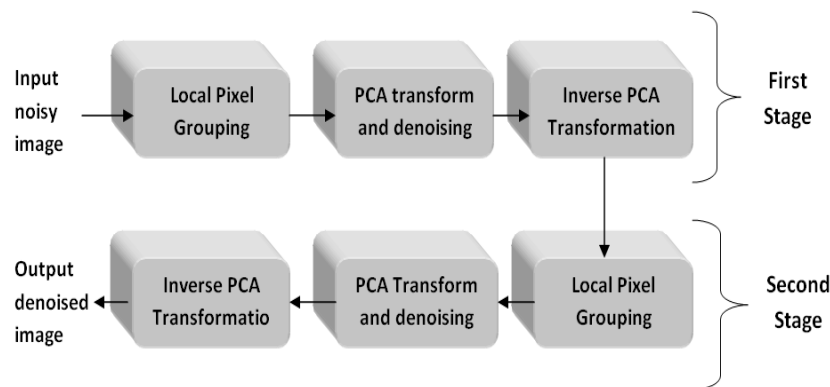 Input
noisy
image
Local Pixel
Grouping
PCA transform
and denoising
Inverse PCA
Transformation
First
Stage
Output
denoised
image
Inverse PCA
Transformatio
PCA Transform
and denoising
Local Pixel
Grouping
Second
Stage